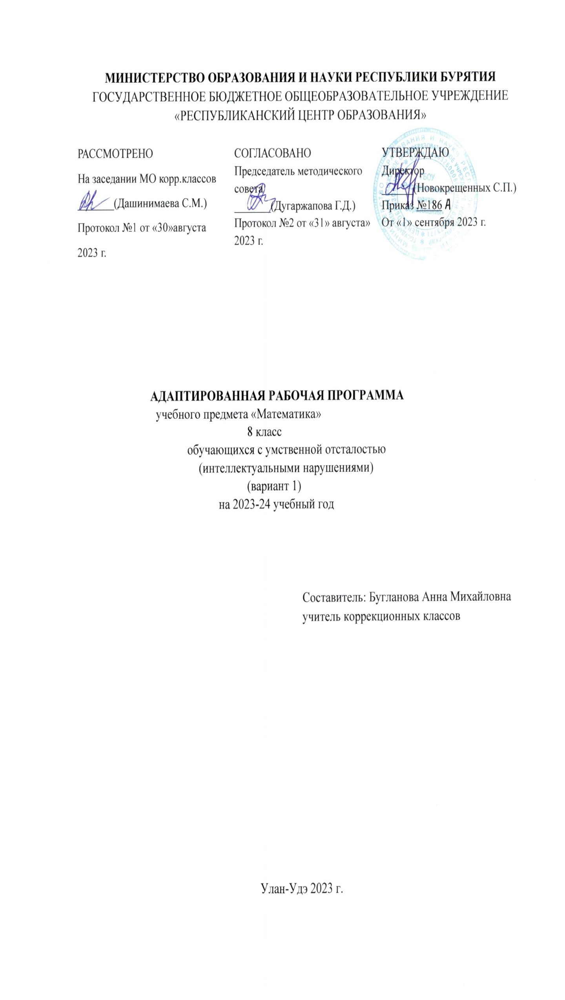 МИНИСТЕРСТВО ОБРАЗОВАНИЯ И НАУКИ РЕСПУБЛИКИ БУРЯТИЯ
ГОСУДАРСТВЕННОЕ БЮДЖЕТНОЕ ОБЩЕОБРАЗОВАТЕЛЬНОЕ УЧРЕЖДЕНИЕ
«РЕСПУБЛИКАНСКИЙ ЦЕНТР ОБРАЗОВАНИЯ»
РАССМОТРЕНО
На заседании МО корр.классов
_______(Дашинимаева С.М.)
Протокол №1 от «30»августа
2023 г.
СОГЛАСОВАНО
Председатель методического
совета
_______(Дугаржапова Г.Д.)
Протокол №2 от «31» августа»
2023 г.
УТВЕРЖДАЮ
Директор
______(Новокрещенных С.П.)
Приказ №186 А
От «1» сентября 2023 г.
АДАПТИРОВАННАЯ РАБОЧАЯ ПРОГРАММА
учебного предмета «Математика»
8 класс
обучающихся с умственной отсталостью
(интеллектуальными нарушениями)
(вариант 1)
на 2023-24 учебный год
Составитель: Бугланова Анна Михайловна
учитель коррекционных классов
Улан-Удэ 2023 г.